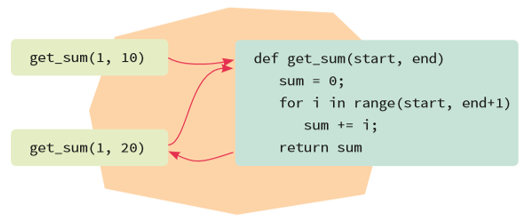 get_sum(1, 10)
get_sum(1, 20)
def get_sum(start, end)
sum = 0;
for i in range(start, end+1)
sum += i;
return sum